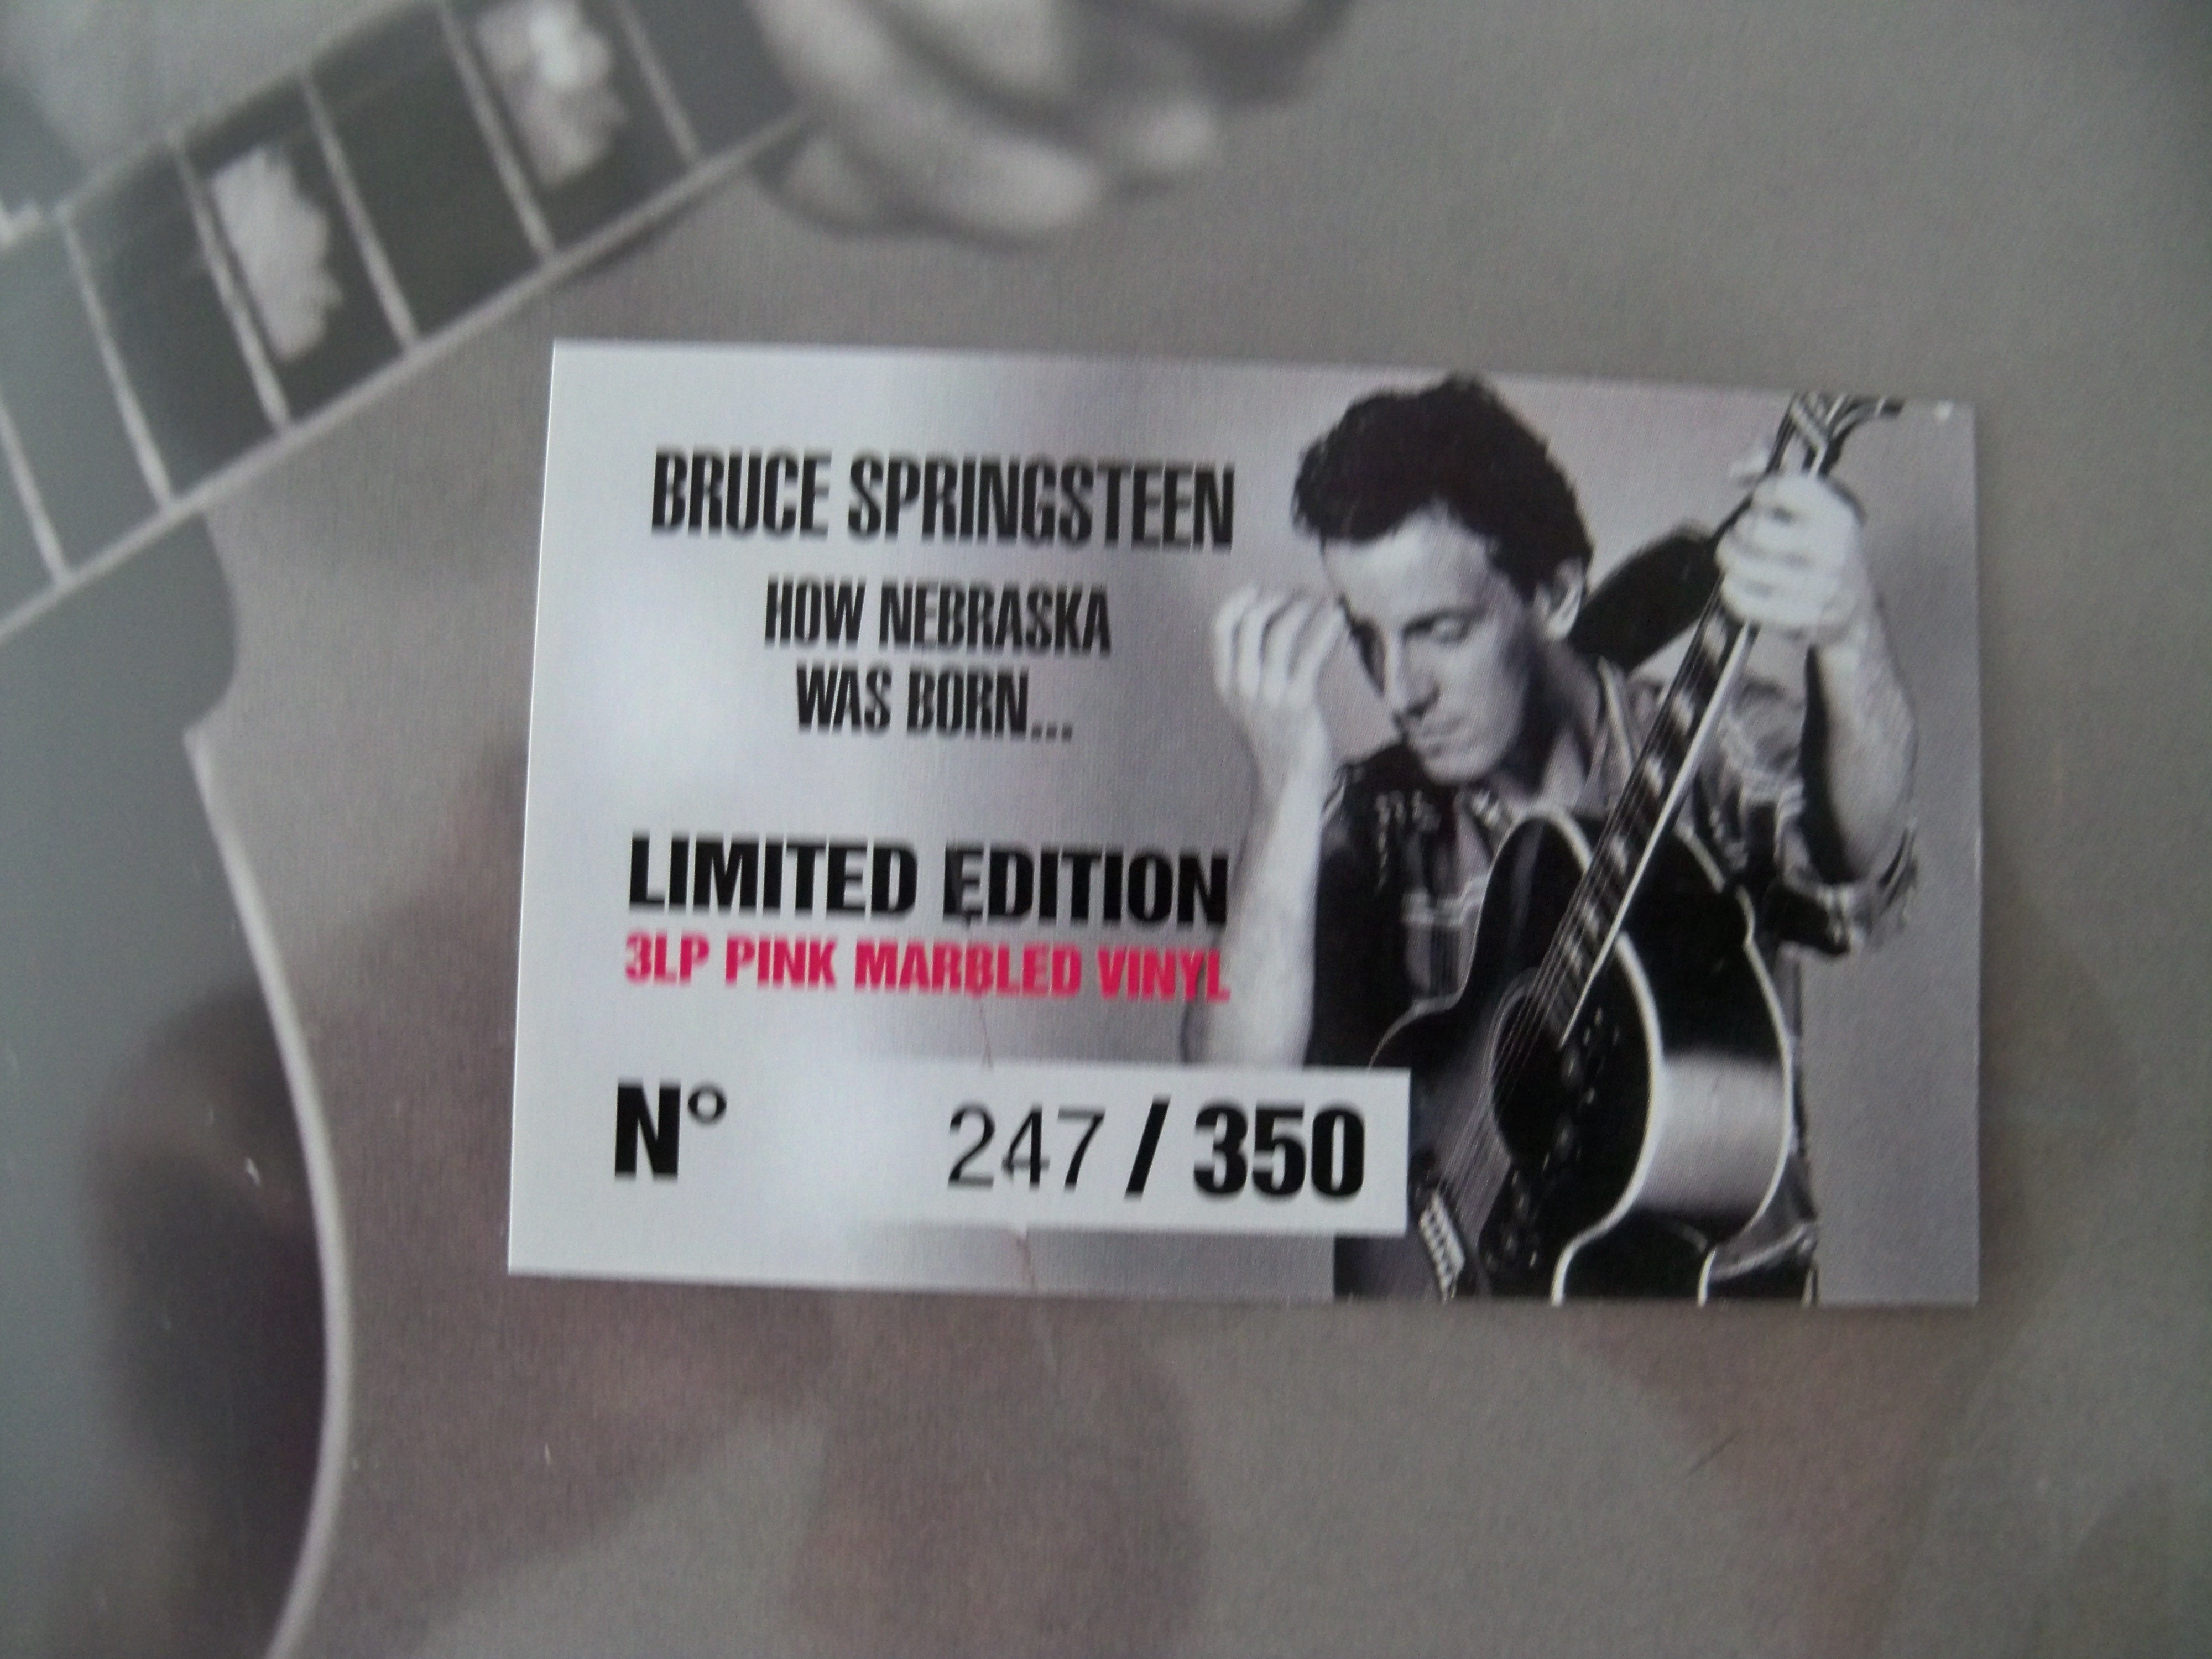 BRUCE SPRINGSTEEN
HOW NEBRASKA
WAS BORN...
LIMITED EDITION
3LP PINK MARBLED VINYL
N° 247 / 350